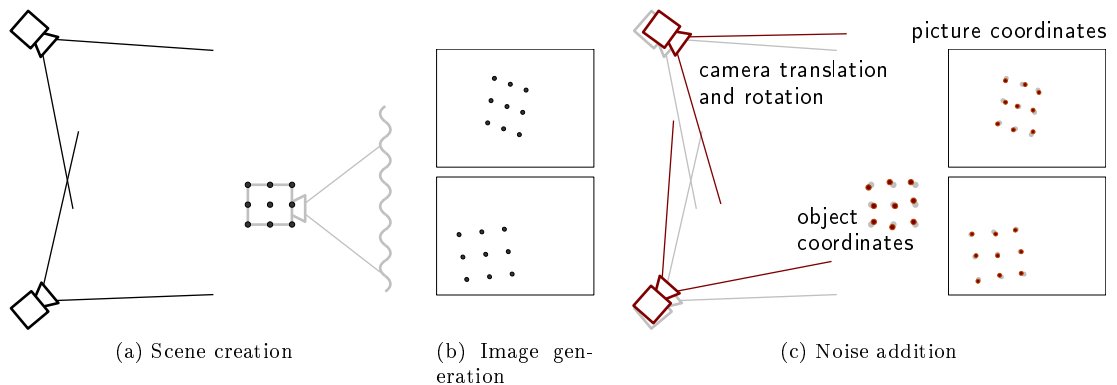 picture coordinates
camera translation
and rotation
object
coordinates
(a) Scene creation
(b) Image gen-
eration
(c) Noise addition